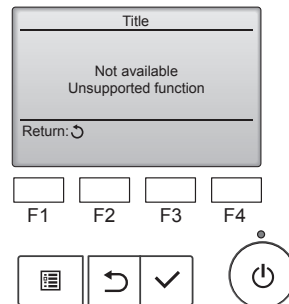 Title
Not available
Unsupported function
Return:
F1 F2 F3 F4